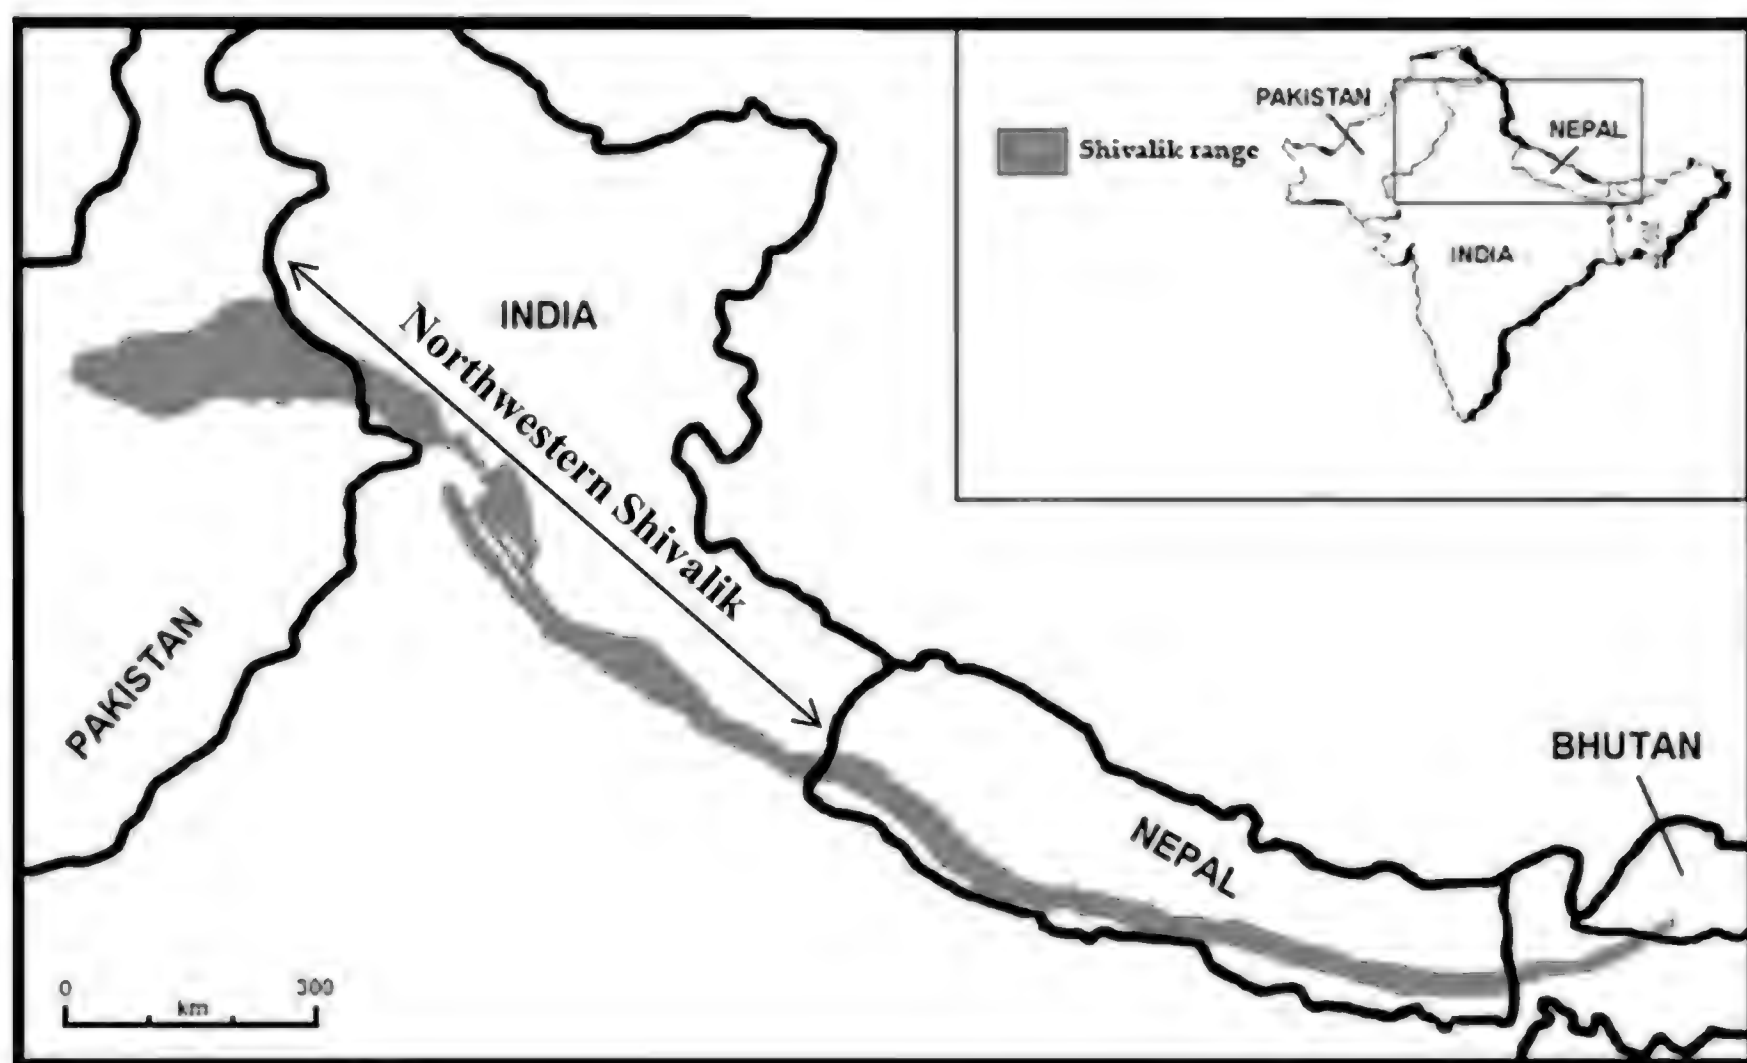 PAKISTAN
NEPAL
Shivalik range
INDIA
INDIA
Northwestern Shivalik
PAKISTAN
BHUTAN
NEPAL
0 300
km